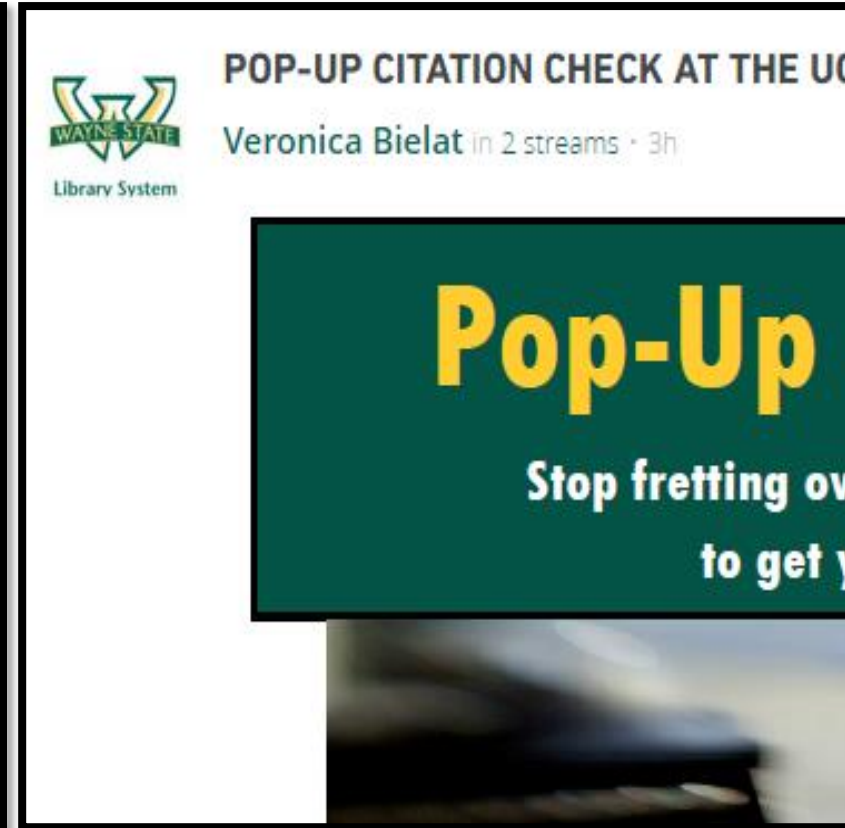 WAYNE STATE
Library System
POP-UP CITATION CHECK AT THE UG
Veronica Bielat in 2 streams · 3h
Pop-Up
Stop fretting ov
to get y